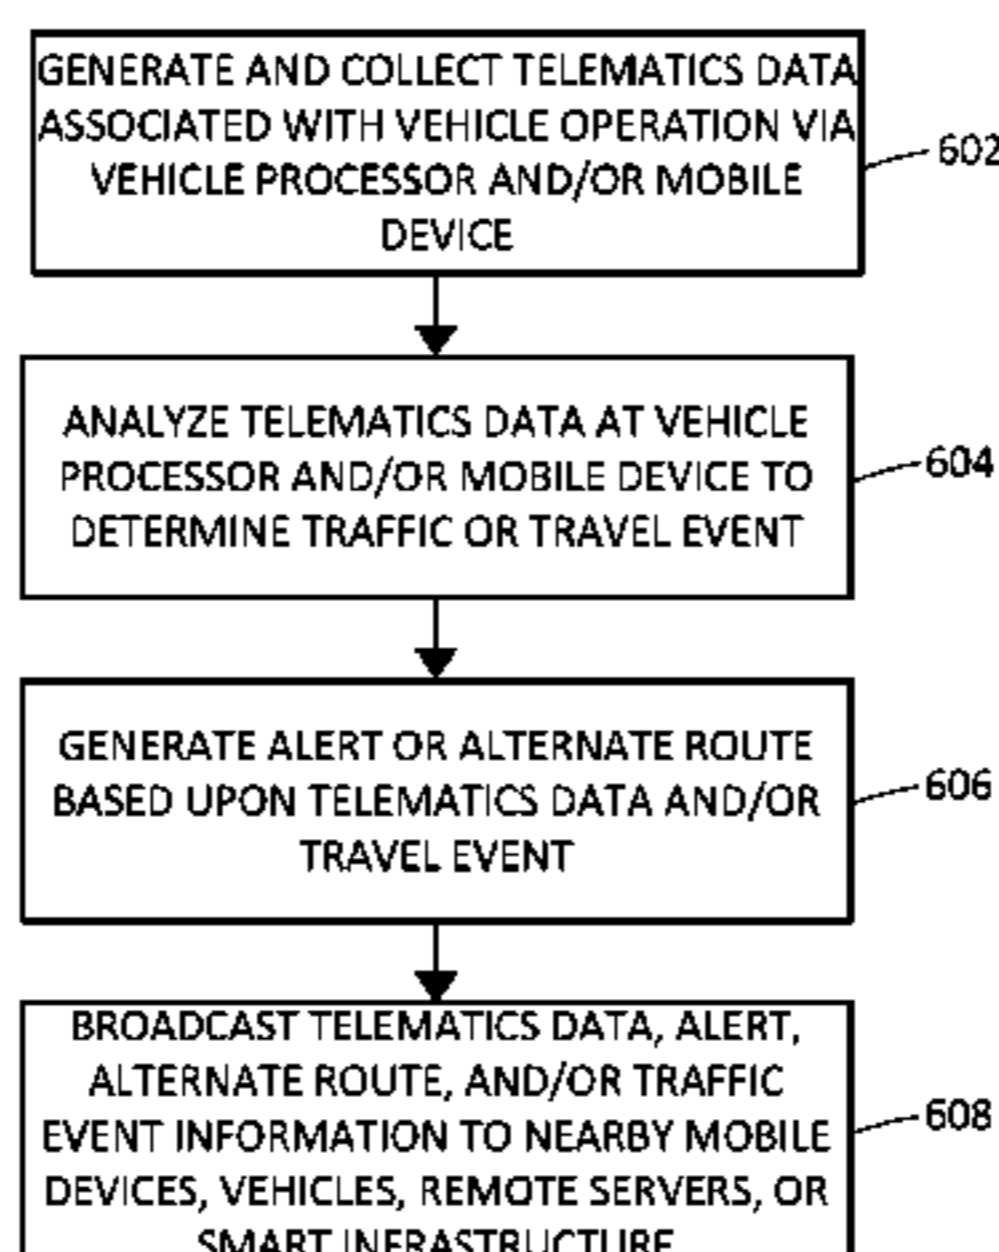 GENERATE AND COLLECT TELEMATICS DATA
ASSOCIATED WITH VEHICLE OPERATION VIA
VEHICLE PROCESSOR AND/OR MOBILE
DEVICE
602
ANALYZE TELEMATICS DATA AT VEHICLE
PROCESSOR AND/OR MOBILE DEVICE TO
DETERMINE TRAFFIC OR TRAVEL EVENT
604
GENERATE ALERT OR ALTERNATE ROUTE
BASED UPON TELEMATICS DATA AND/OR
TRAVEL EVENT
606
BROADCAST TELEMATICS DATA, ALERT,
ALTERNATE ROUTE, AND/OR TRAFFIC
EVENT INFORMATION TO NEARBY MOBILE
DEVICES, VEHICLES, REMOTE SERVERS, OR
SMART INFRASTRUCTURE
608